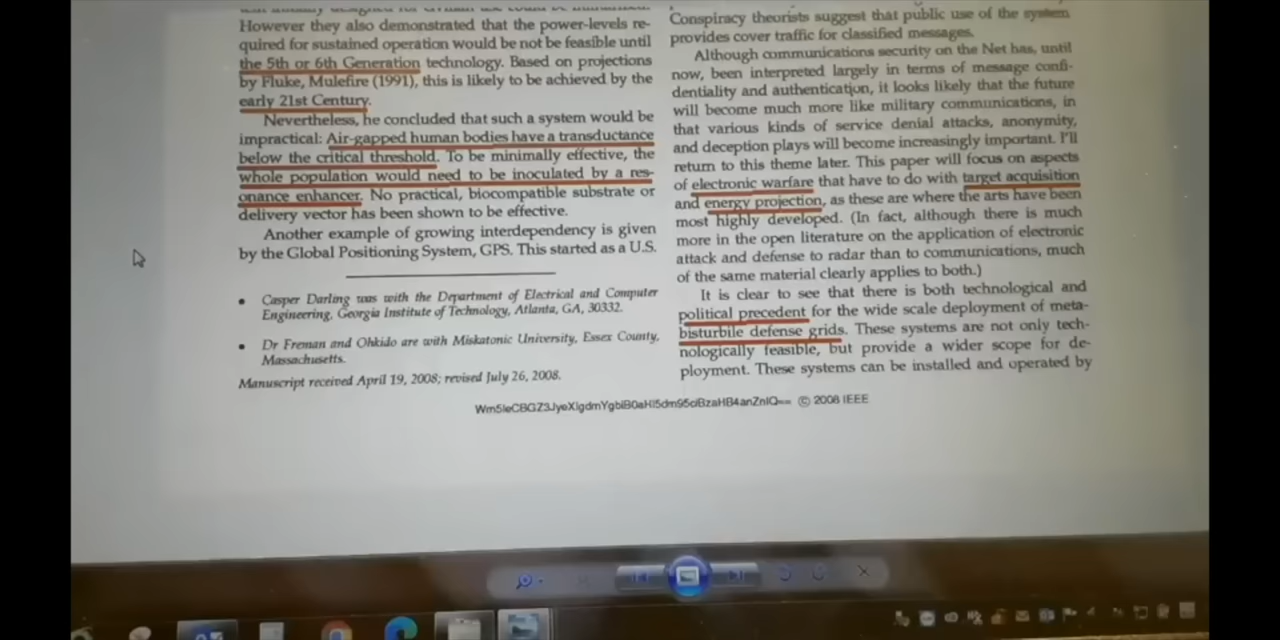 However they also demonstrated that the power-levels re-
quired for sustained operation would be not be feasible until
the 5th or 6th Generation technology. Based on projections
by Fluke, Mulefire (1991), this is likely to be achieved by the
early 21st Century.
Nevertheless, he concluded that such a system would be
impractical: Air-gapped human bodies have a transductance
below the critical threshold. To be minimally effective, the
whole population would need to be inoculated by a res-
onance enhancer. No practical, biocompatible substrate or
delivery vector has been shown to be effective.
Another example of growing interdependency is given
by the Global Positioning System, GPS. This started as a U.S.
• Casper Darling was with the Department of Electrical and Computer
Engineering, Georgia Institute of Technology, Atlanta, GA, 30332.
• Dr Freman and Ohkido are with Miskatonic University, Essex County,
Massachusetts.
Manuscript received April 19, 2008; revised July 26, 2008.
Conspiracy theorists suggest that public use of the system
provides cover traffic for classified messages.
Although communications security on the Net has, until
now, been interpreted largely in terms of message confi-
dentiality and authentication, it looks likely that the future
will become much more like military communications, in
that various kinds of service denial attacks, anonymity,
and deception plays will become increasingly important. I'll
return to this theme later. This paper will focus on aspects
of electronic warfare that have to do with target acquisition
and energy projection, as these are where the arts have been
most highly developed. (In fact, although there is much
more in the open literature on the application of electronic
attack and defense to radar than to communications, much
of the same material clearly applies to both.)
It is clear to see that there is both technological and
political precedent for the wide scale deployment of meta-
bisturbile defense grids. These systems are not only tech-
nologically feasible, but provide a wider scope for de-
ployment. These systems can be installed and operated by
© 2008 IEEE